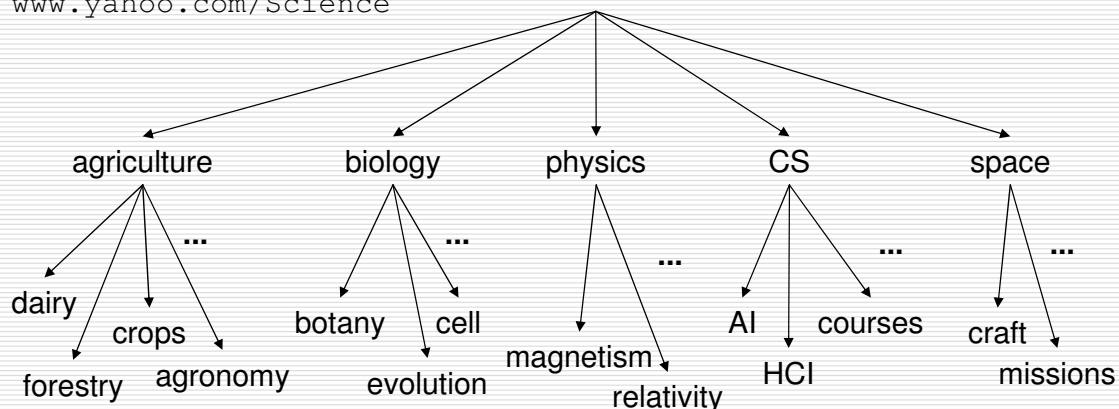 www.yahoo.com/Science
agriculture biology physics CS space
... ... ... ... ...
dairy crops botany cell AI courses craft
forestry agronomy evolution magnetism relativity HCI missions